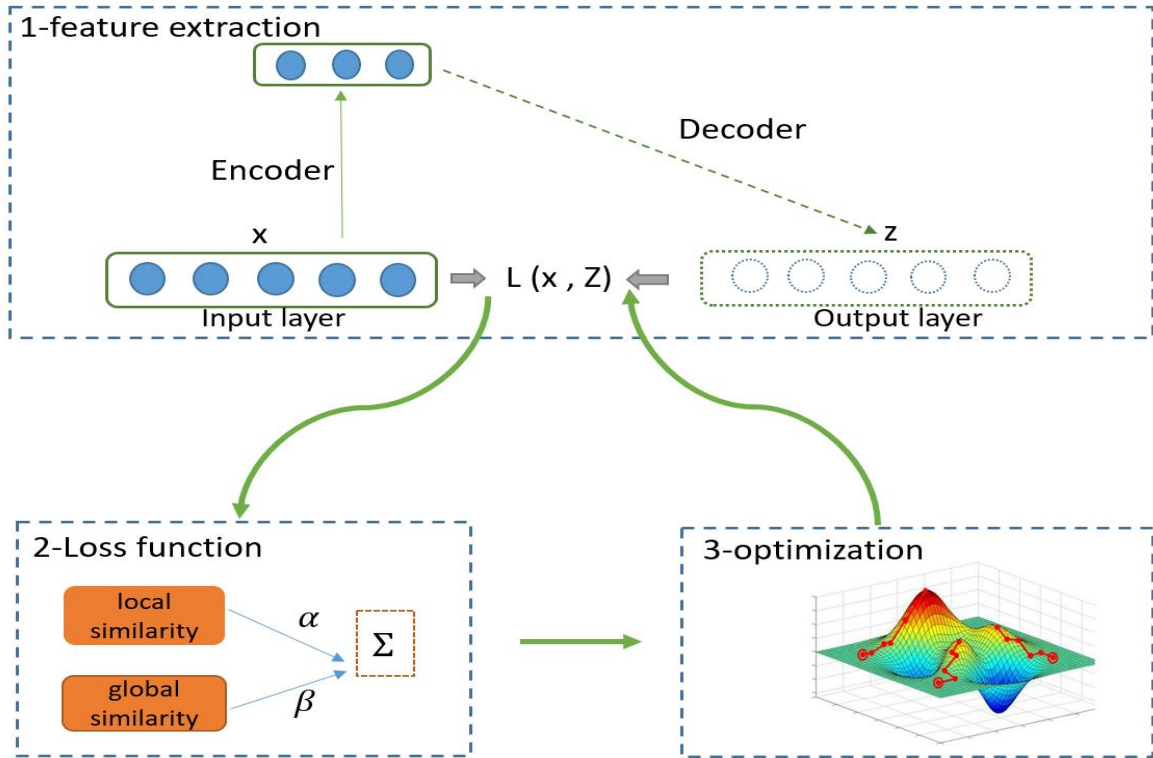 1-feature extraction
Decoder
Encoder
x
z
L (x , Z)
Input layer
Output layer
2-Loss function
local
similarity
α
Σ
global
similarity
β
3-optimization